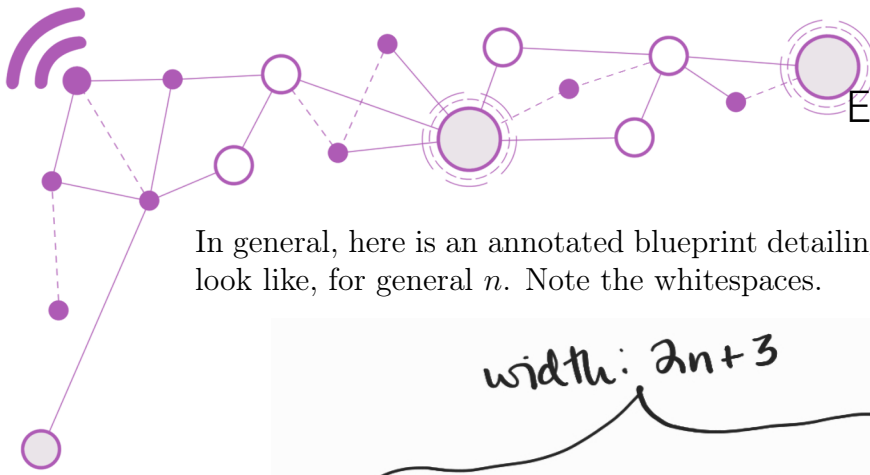 E
In general, here is an annotated blueprint detailin
look like, for general n. Note the whitespaces.
width: 2n+3